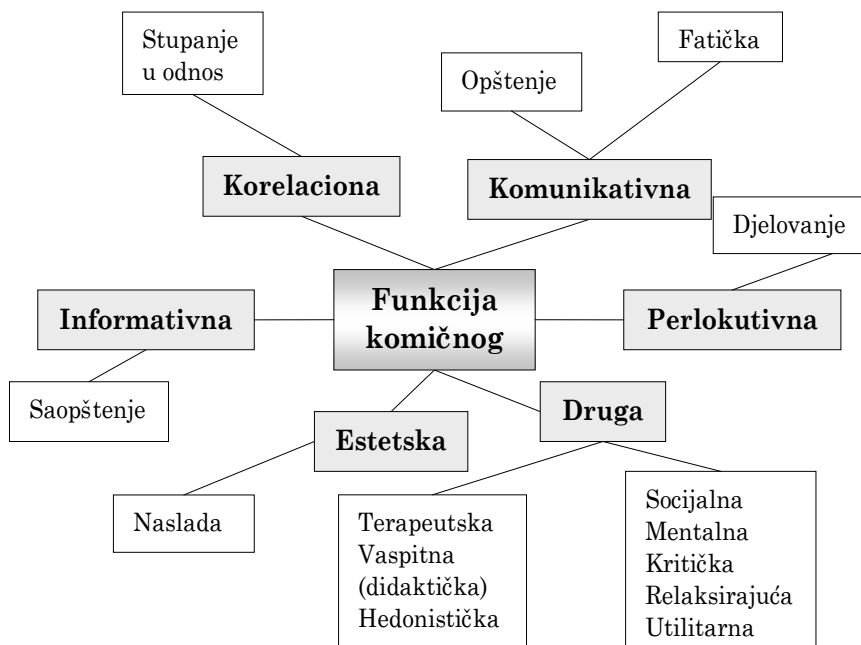 Stupanje
u odnos
Fatička
Opštenje
Korelaciona
Komunikativna
Djelovanje
Funkcija
komičnog
Informativna
Perlokutivna
Saopštenje
Estetska
Druga
Naslada
Terapeutska
Vaspitna
(didaktička)
Hedonistička
Socijalna
Mentalna
Kritička
Relaksirajuća
Utilitarna